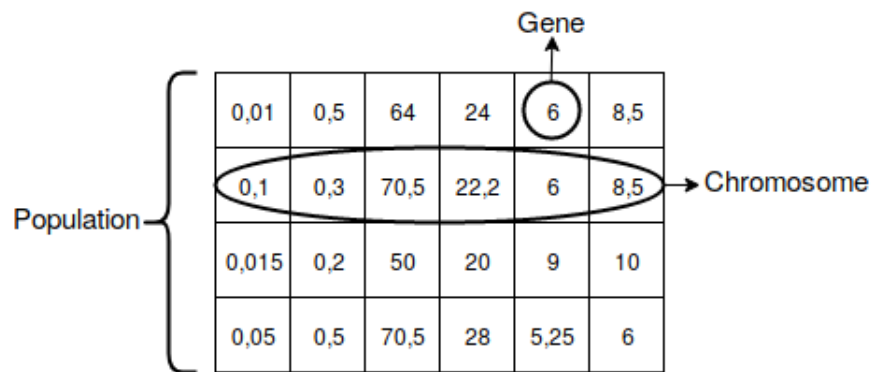 Gene
0,01 0,5 64 24 6 8,5
0,1 0,3 70,5 22,2 6 8,5
Chromosome
Population
0,015 0,2 50 20 9 10
0,05 0,5 70,5 28 5,25 6